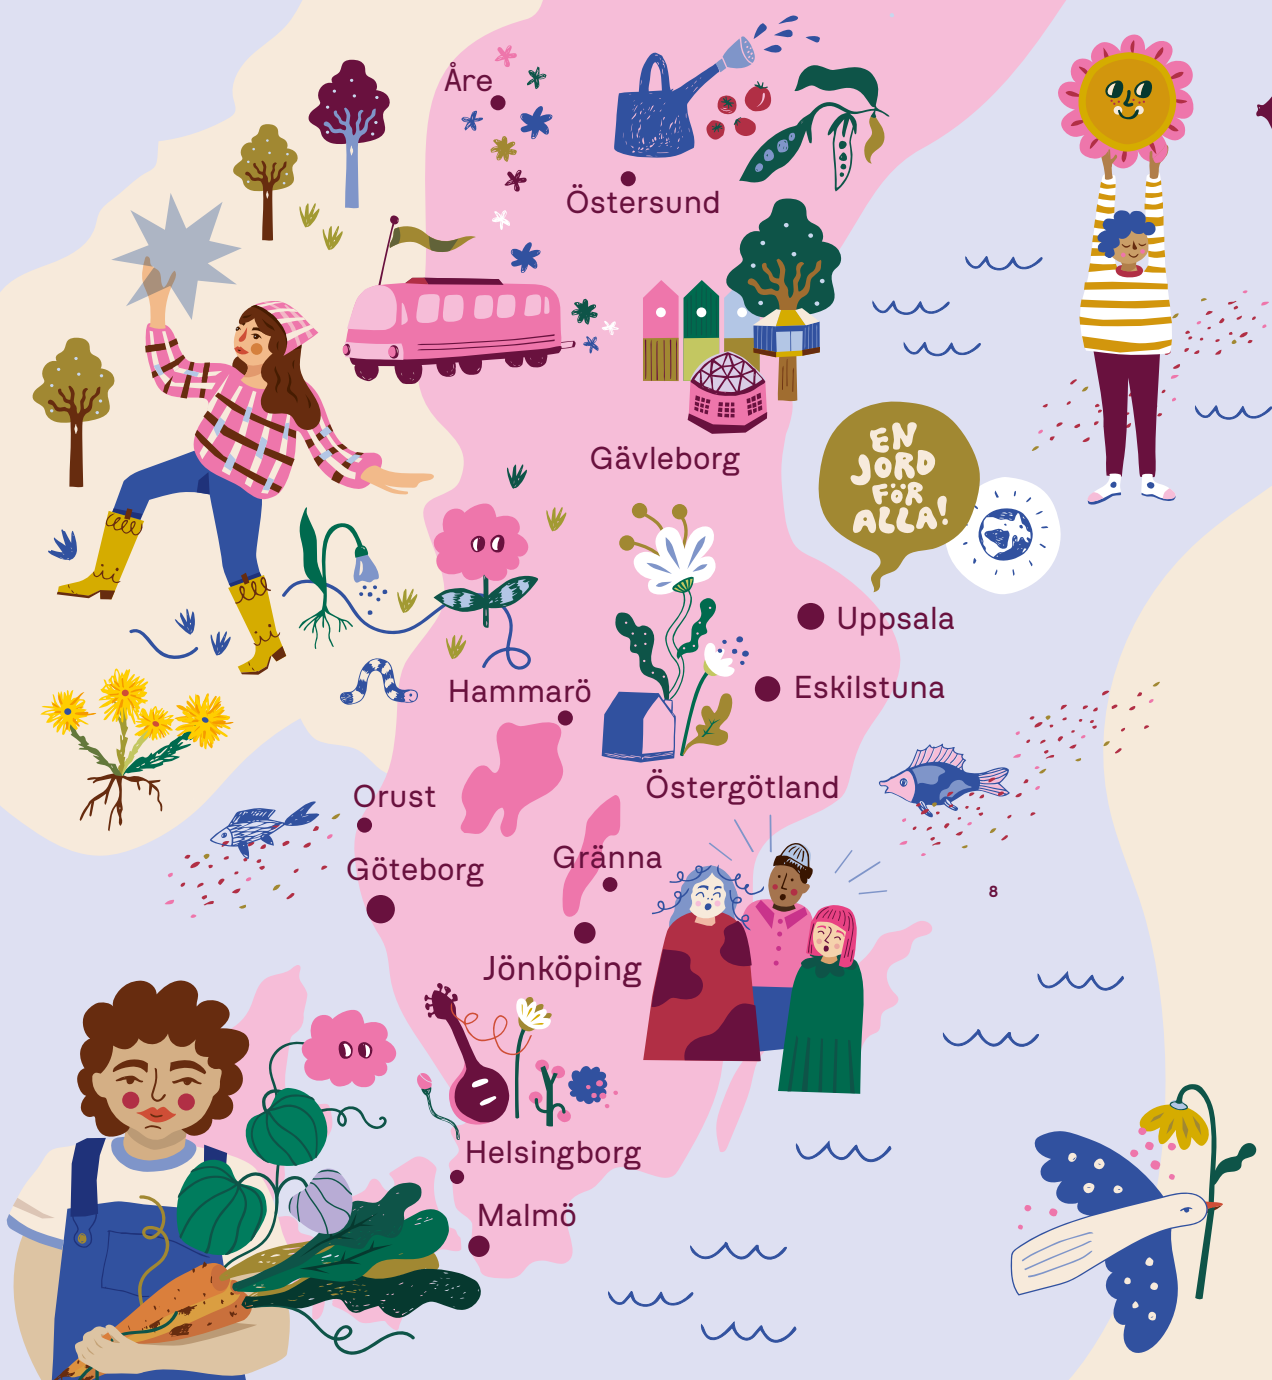 Åre
Östersund
Gävleborg
EN
JORD
FÖR
ALLA!
Uppsala
Eskilstuna
Hammarö
Östergötland
Orust
Göteborg
Gränna
8
Jönköping
Helsingborg
Malmö